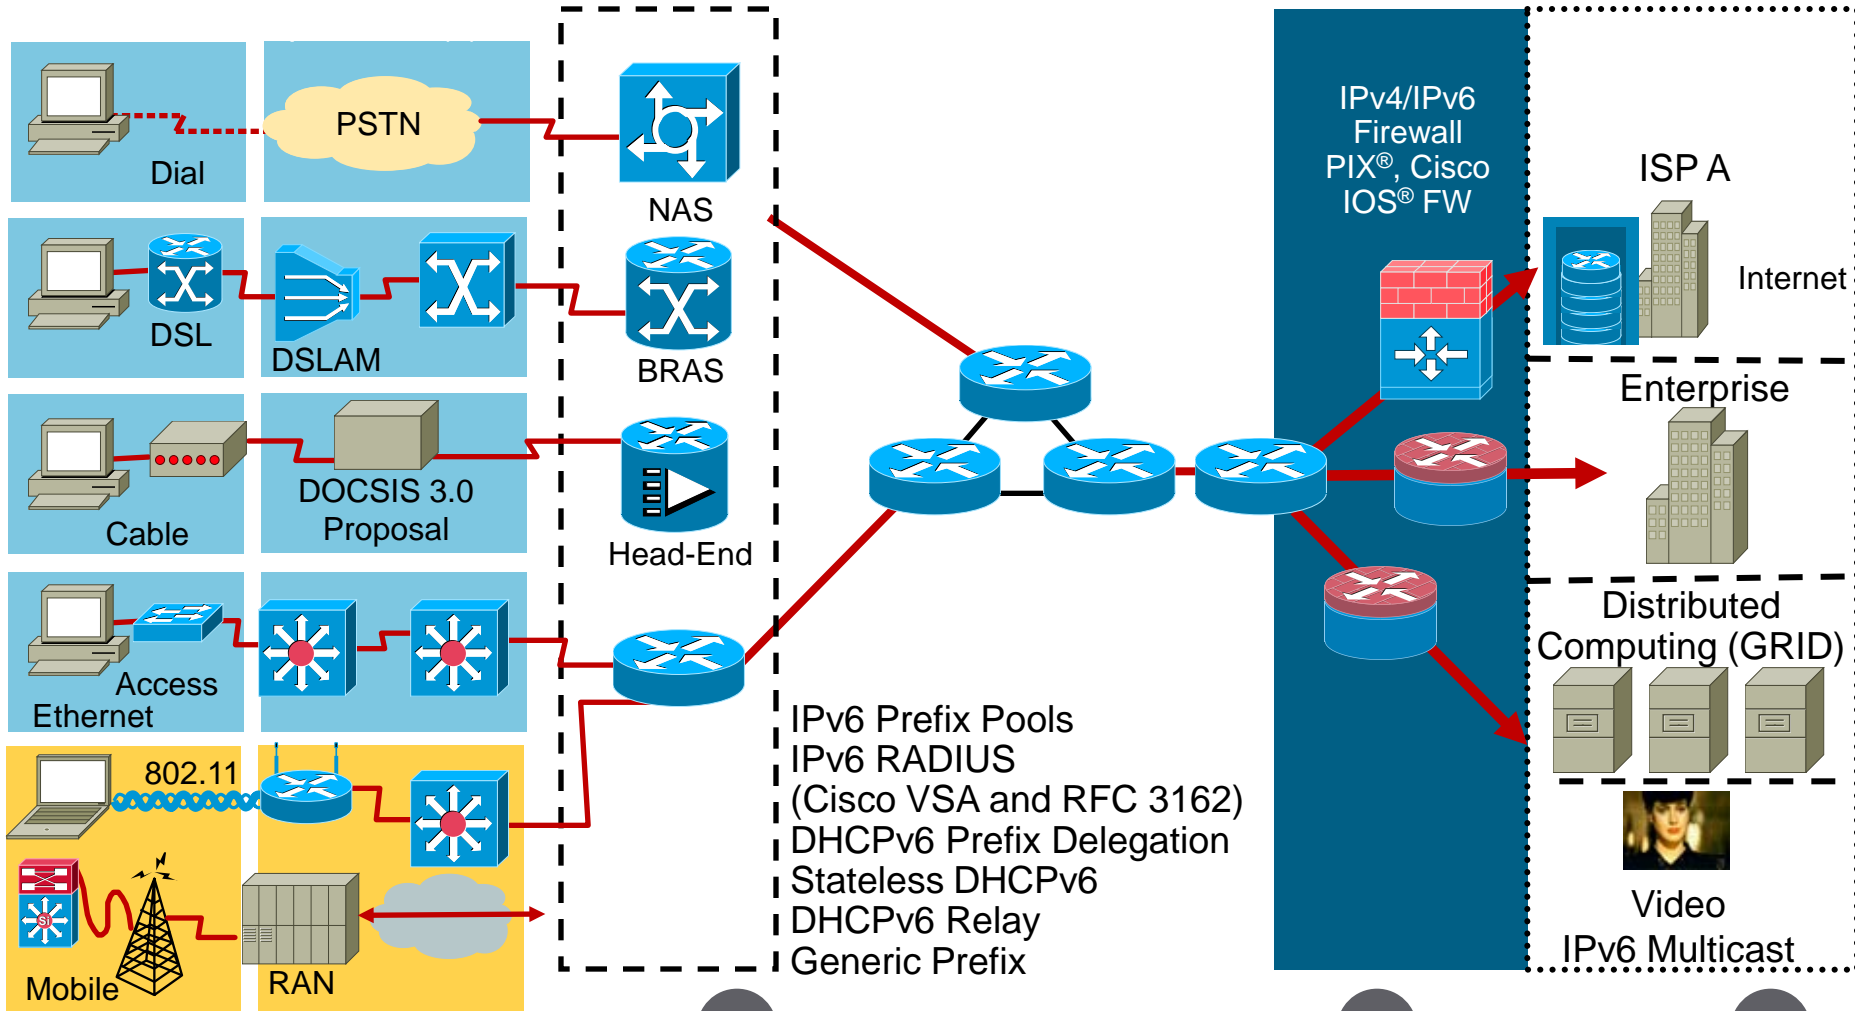 Dial
PSTN
NAS
DSL
DSLAM
BRAS
Cable
DOCSIS 3.0
Proposal
Head-End
Access
Ethernet
802.11
Si
Mobile
RAN
IPv6 Prefix Pools
IPv6 RADIUS
(Cisco VSA and RFC 3162)
DHCPv6 Prefix Delegation
Stateless DHCPv6
DHCPv6 Relay
Generic Prefix
IPv4/IPv6
Firewall
PIX®, Cisco
IOS® FW
ISP A
Internet
Enterprise
Distributed
Computing (GRID)
Video
IPv6 Multicast